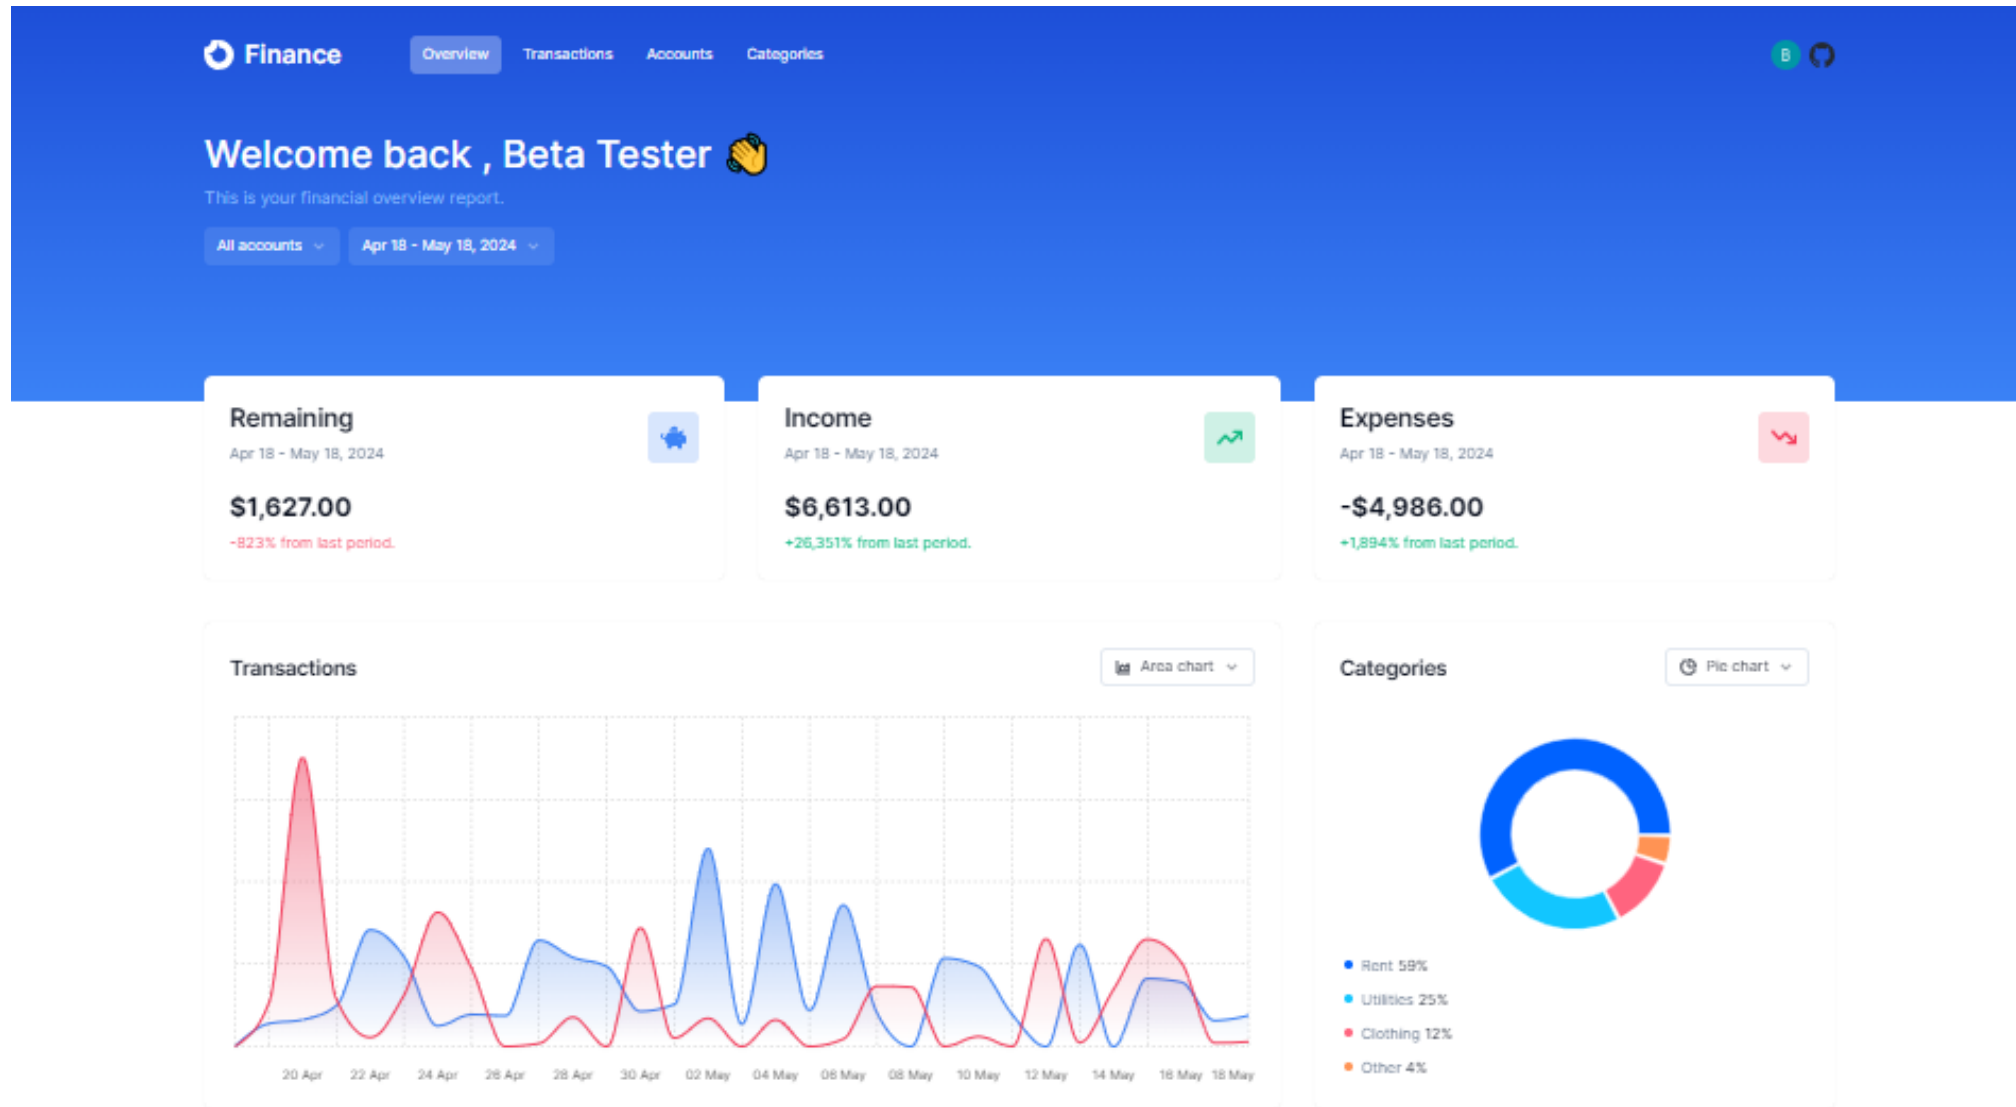 Finance
Overview
Transactions
Accounts
Categories
B
Welcome back , Beta Tester
This is your financial overview report.
All accounts
Apr 18 - May 18, 2024
Remaining
Apr 18 - May 18, 2024
$1,627.00
-823% from last period.
Income
Apr 18 - May 18, 2024
$6,613.00
+26,351% from last period.
Expenses
Apr 18 - May 18, 2024
-$4,986.00
+1,894% from last period.
Transactions
Area chart
20 Apr 22 Apr 24 Apr 26 Apr 28 Apr 30 Apr 02 May 04 May 06 May 08 May 10 May 12 May 14 May 16 May 18 May
Categories
Pie chart
Rent 59%
Utilities 25%
Clothing 12%
Other 4%